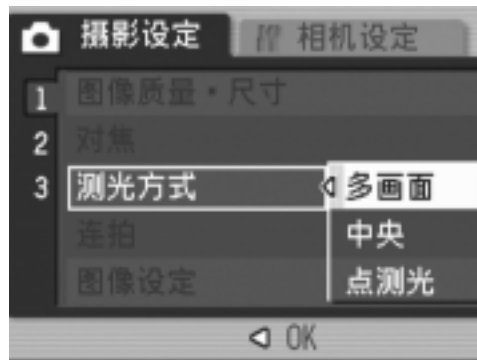 摄影设定 相机设定
1 图像质量・尺寸
2 对焦
3 测光方式 多画面
连拍 中央
图像设定 点测光
OK